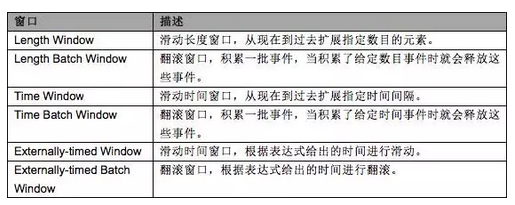 窗口 描述
Length Window 滑动长度窗口，从现在到过去扩展指定数目的元素。
Length Batch Window 翻滚窗口，积累一批事件，当积累了给定数目事件时就会释放这
些事件。
Time Window 滑动时间窗口，从现在到过去扩展指定时间间隔。
Time Batch Window 翻滚窗口，积累一批事件，当积累了给定时间事件时就会释放这
些事件。
Externally-timed Window 滑动时间窗口，根据表达式给出的时间进行滑动。
Externally-timed Batch 翻滚窗口，根据表达式给出的时间进行翻滚。
Window